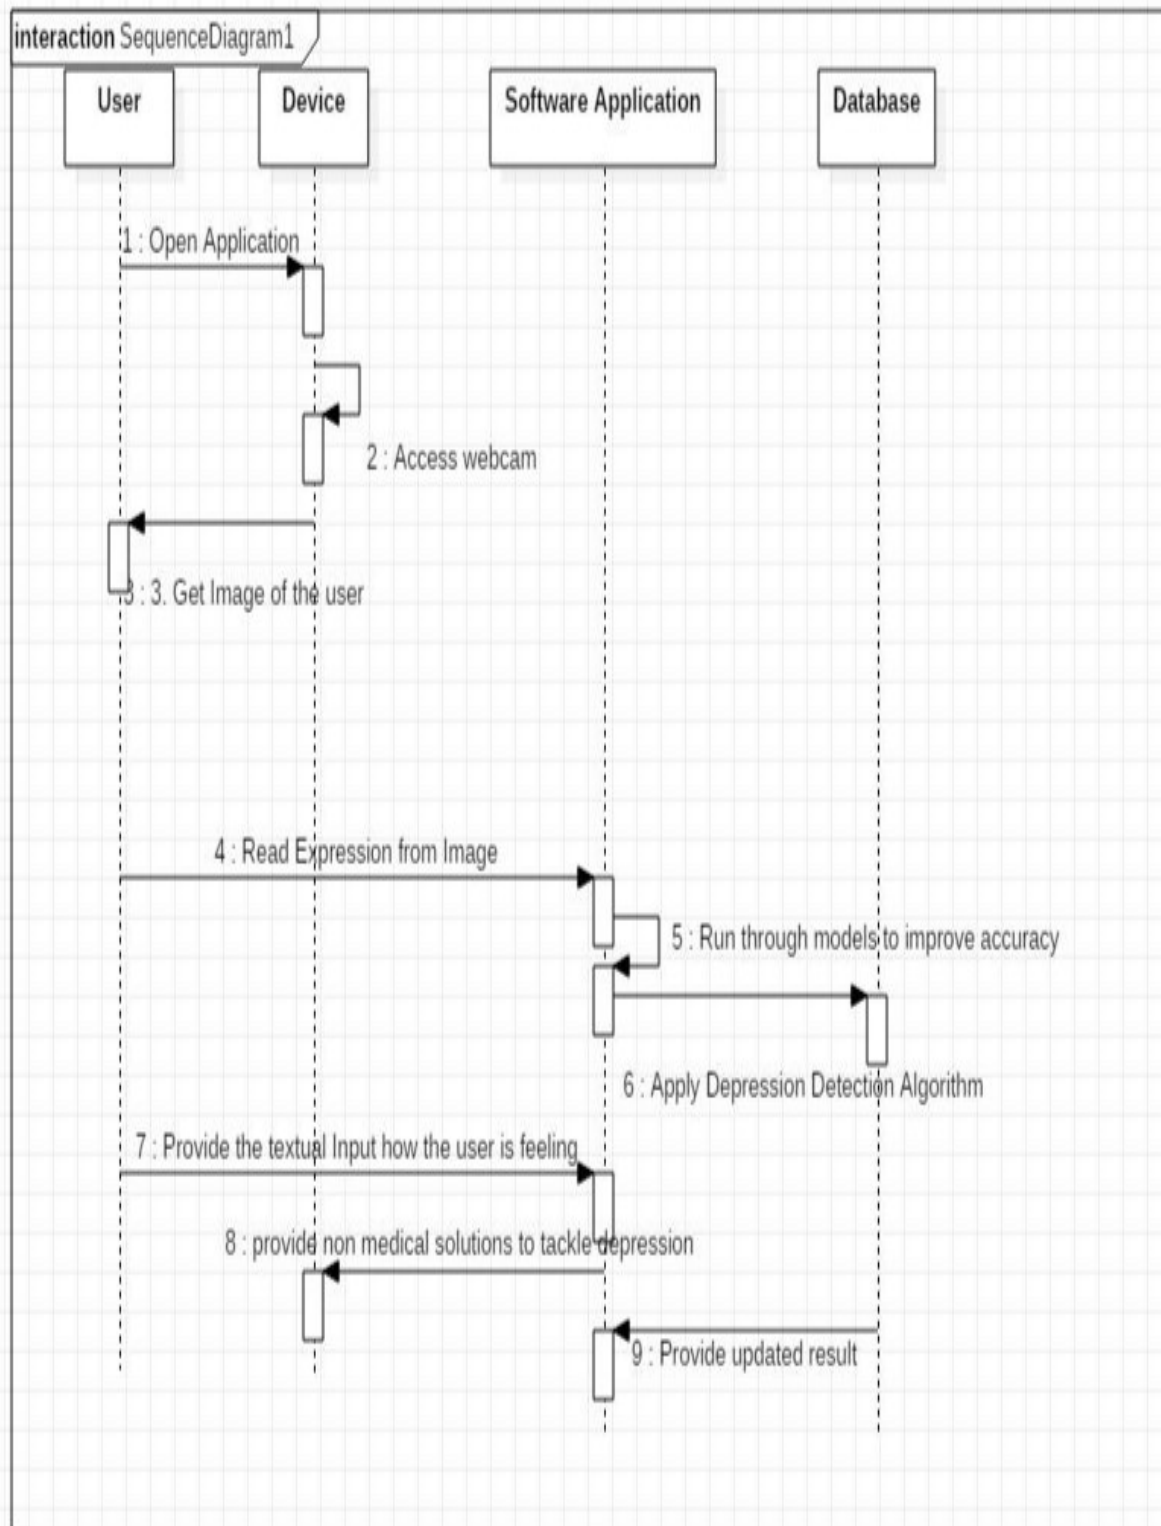 interaction SequenceDiagram1
User
Device
Software Application
Database
1 : Open Application
2 : Access webcam
3 : 3. Get Image of the user
4 : Read Expression from Image
5 : Run through models to improve accuracy
6 : Apply Depression Detection Algorithm
7 : Provide the textual Input how the user is feeling
8 : provide non medical solutions to tackle depression
9 : Provide updated result